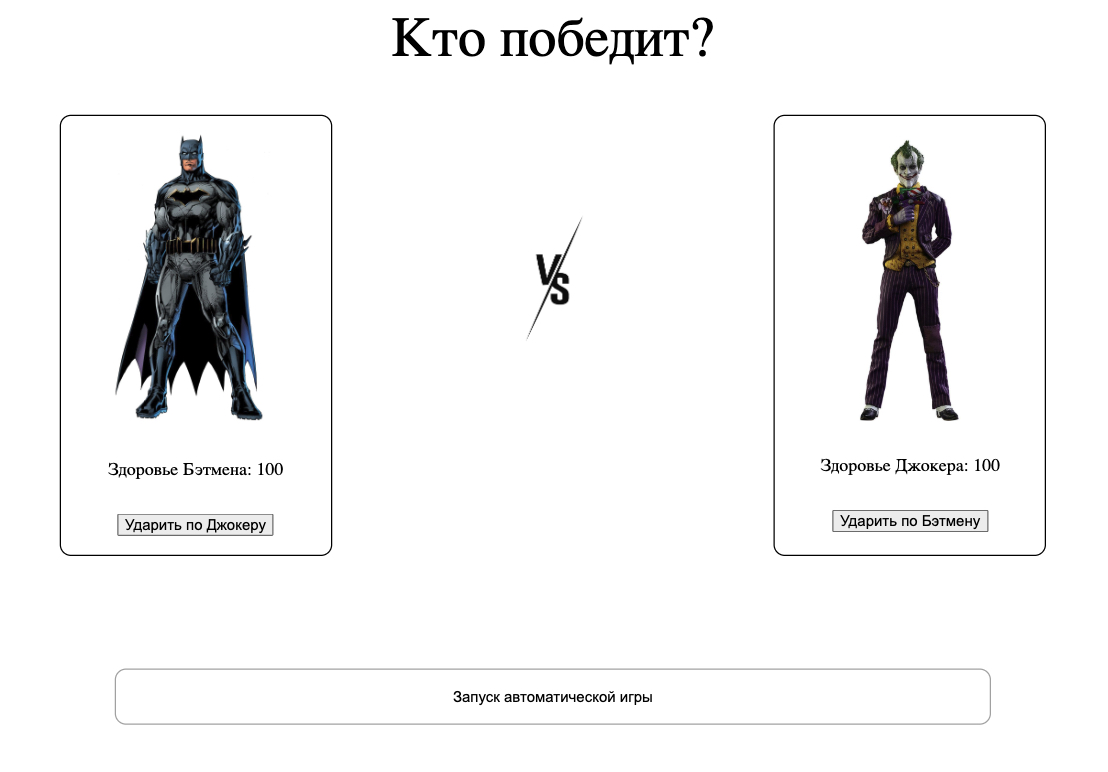 Кто победит?
VS
Здоровье Бэтмена: 100
Ударить по Джокеру
Здоровье Джокера: 100
Ударить по Бэтмену
Запуск автоматической игры